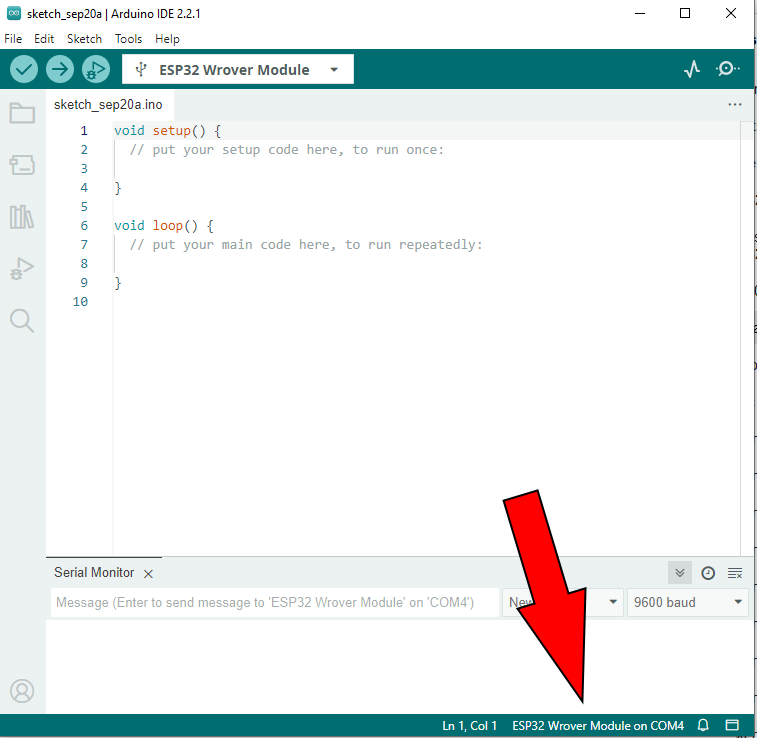 sketch_sep20a | Arduino IDE 2.2.1
File Edit Sketch Tools Help
ESP32 Wrover Module
sketch_sep20a.ino
1 void setup() {
2 // put your setup code here, to run once:
3
4 }
5
6 void loop() {
7 // put your main code here, to run repeatedly:
8
9 }
10
Serial Monitor
Message (Enter to send message to 'ESP32 Wrover Module' on 'COM4') 9600 baud
Ln 1, Col 1 ESP32 Wrover Module on COM4